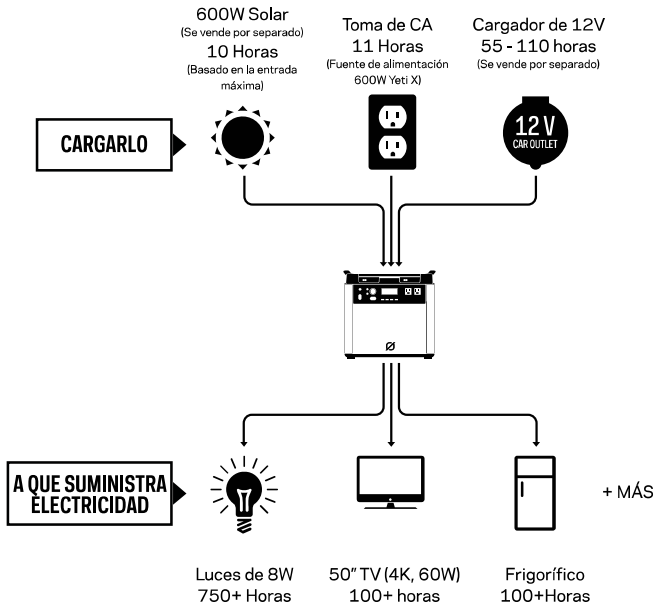 600W Solar
(Se vende por separado)
10 Horas
(Basado en la entrada
máxima)
Toma de CA
11 Horas
(Fuente de alimentación
600W Yeti X)
Cargador de 12V
55 - 110 horas
(Se vende por separado)
CARGARLO
12 V
CAR OUTLET
A QUE SUMINISTRA
ELECTRICIDAD
+ MÁS
Luces de 8W
750+ Horas
50” TV (4K, 60W)
100+ horas
Frigorífico
100+Horas